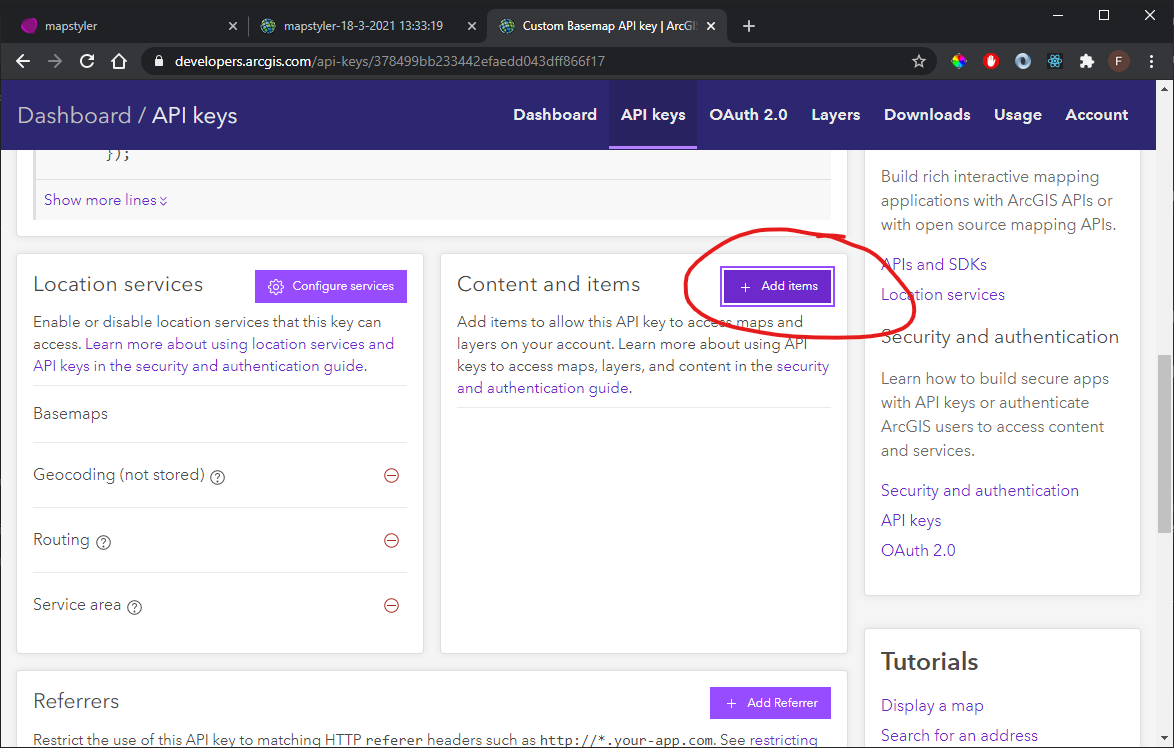 mapstyler
mapstyler-18-3-2021 13:33:19
Custom Basemap API key | ArcGI
developers.arcgis.com/api-keys/378499bb233442efaedd043dff866f17
F
Dashboard / API keys
Dashboard
API keys
OAuth 2.0
Layers
Downloads
Usage
Account
});
Show more lines
Location services
Configure services
Enable or disable location services that this key can
access. Learn more about using location services and
API keys in the security and authentication guide.
Basemaps
Geocoding (not stored)
Routing
Service area
Content and items
+ Add items
Add items to allow this API key to access maps and
layers on your account. Learn more about using API
keys to access maps, layers, and content in the security
and authentication guide.
Referrers
+ Add Referrer
Restrict the use of this API key to matching HTTP referer headers such as http://*.your-app.com. See restricting
Build rich interactive mapping
applications with ArcGIS APIs or
with open source mapping APIs.
APIs and SDKs
Location services
Security and authentication
Learn how to build secure apps
with API keys or authenticate
ArcGIS users to access content
and services.
Security and authentication
API keys
OAuth 2.0
Tutorials
Display a map
Search for an address